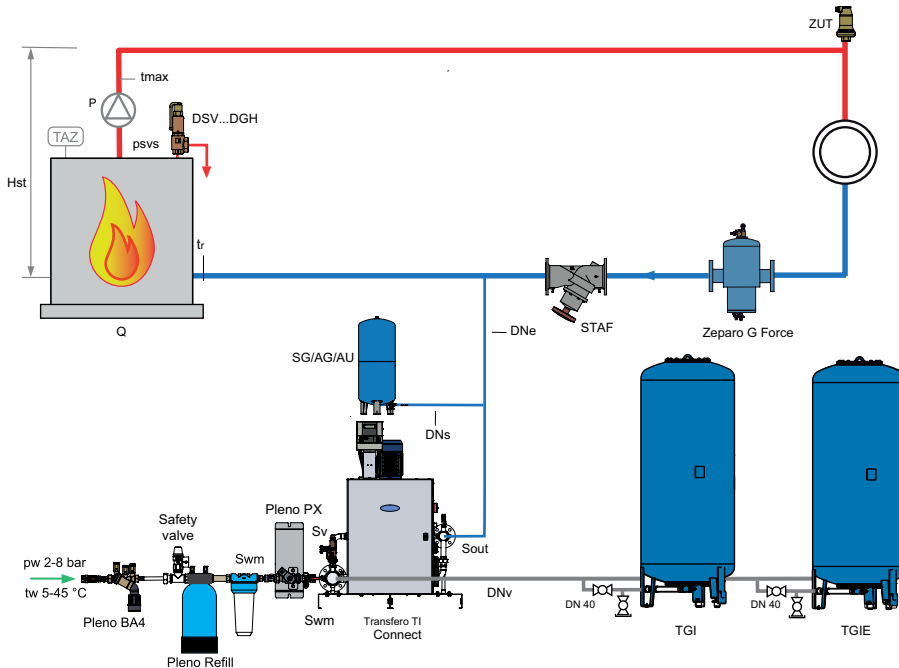 ZUT
tmax
P
DSV...DGH
TAZ
psvs
Hst
tr
Q
STAF
Zeparo G Force
DNe
SG/AG/AU
DNs
Pleno PX
Safety
valve
Sv
Swm
Sout
pw 2-8 bar
tw 5-45 °C
DNv
DN 40
DN 40
Pleno BA4
Swm
Transfero TI
Connect
TGI
TGIE
Pleno Refill